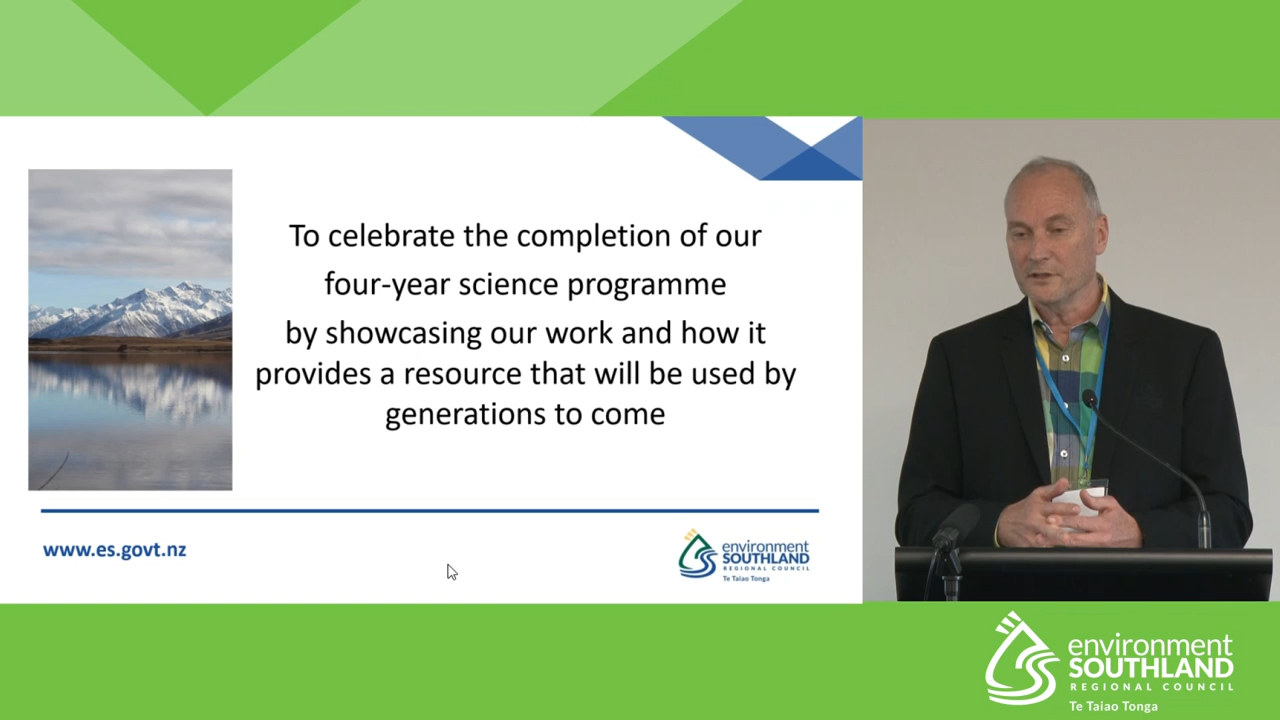 To celebrate the completion of our
four-year science programme
by showcasing our work and how it
provides a resource that will be used by
generations to come
www.es.govt.nz
environment
SOUTHLAND
REGIONAL COUNCIL
Te Taiao Tonga
environment
SOUTHLAND
REGIONAL COUNCIL
Te Taiao Tonga